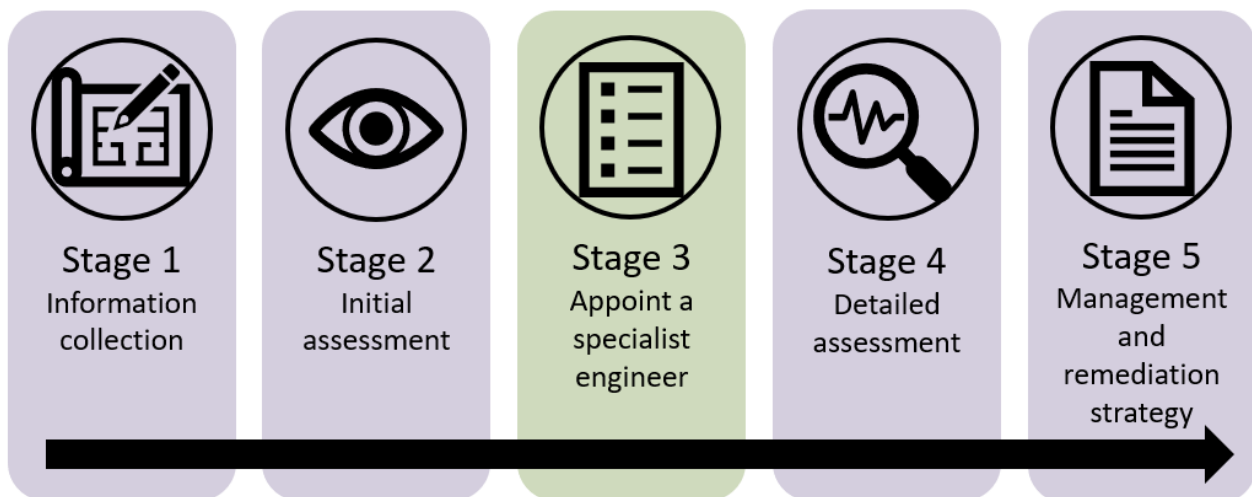 Stage 1
Information
collection
Stage 2
Initial
assessment
Stage 3
Appoint a
specialist
engineer
Stage 4
Detailed
assessment
Stage 5
Management
and
remediation
strategy